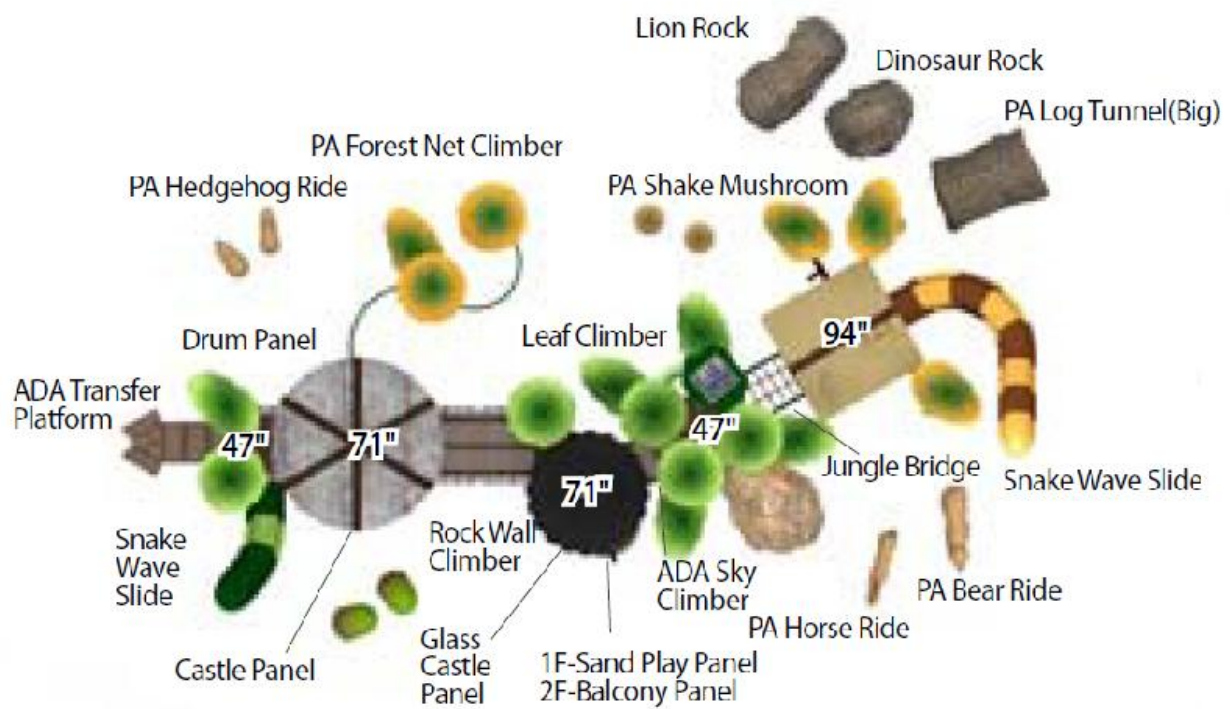 Lion Rock
Dinosaur Rock
PA Log Tunnel(Big)
PA Forest Net Climber
PA Hedgehog Ride
PA Shake Mushroom
Drum Panel
Leaf Climber
94"
ADA Transfer
Platform
47"
71"
47"
Jungle Bridge
Snake Wave Slide
71"
Snake
Wave
Slide
Rock Wall
Climber
ADA Sky
Climber
PA Bear Ride
PA Horse Ride
Castle Panel
Glass
Castle
Panel
1F-Sand Play Panel
2F-Balcony Panel